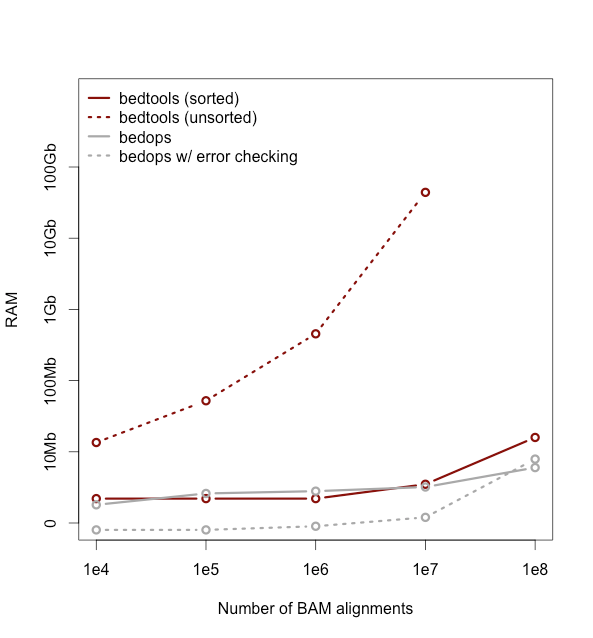 bedtools (sorted)
bedtools (unsorted)
bedops
bedops w/ error checking
100Gb
10Gb
1Gb
100Mb
10Mb
0
RAM
1e4 1e5 1e6 1e7 1e8
Number of BAM alignments